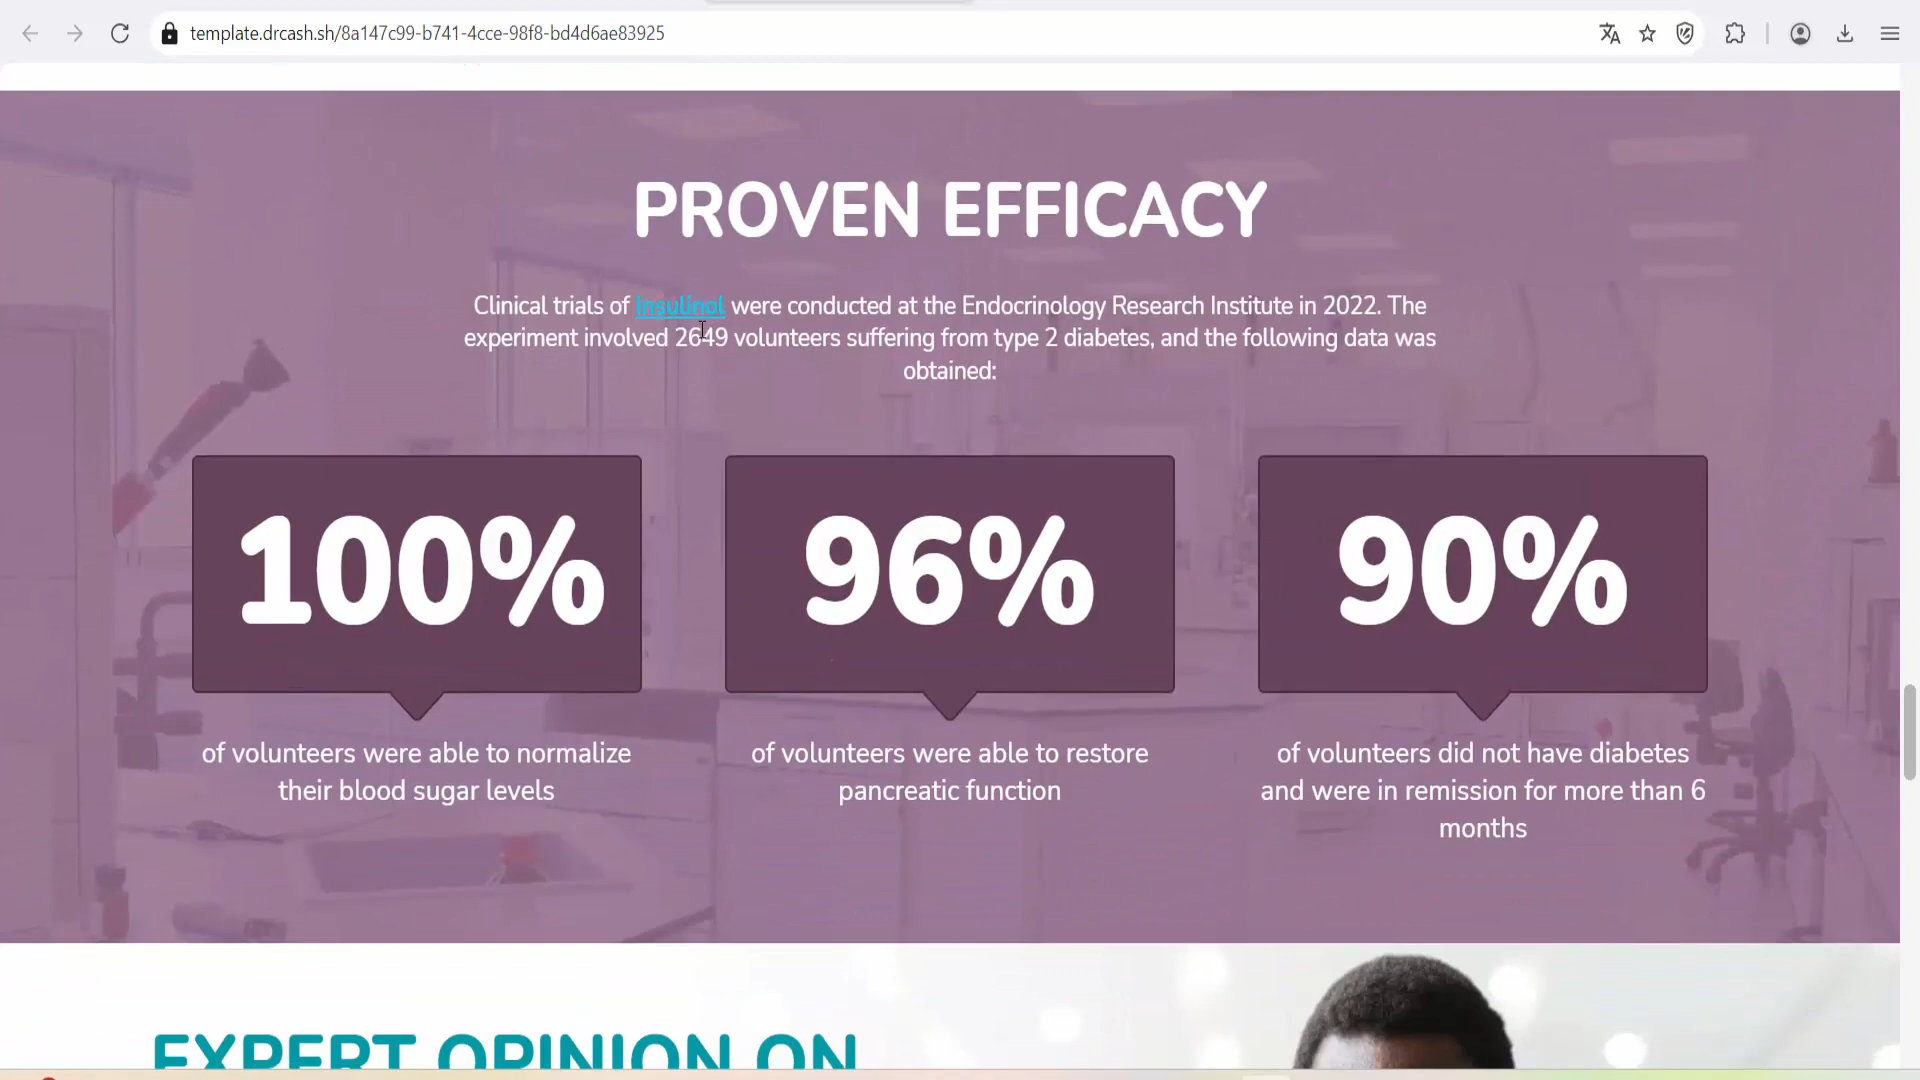 template.drcash.sh/8a147c99-b741-4cce-98f8-bd4d6ae83925
PROVEN EFFICACY
Clinical trials of Insulinol were conducted at the Endocrinology Research Institute in 2022. The
experiment involved 2649 volunteers suffering from type 2 diabetes, and the following data was
obtained:
100%
of volunteers were able to normalize
their blood sugar levels
96%
of volunteers were able to restore
pancreatic function
90%
of volunteers did not have diabetes
and were in remission for more than 6
months
EXPERT OPINION ON